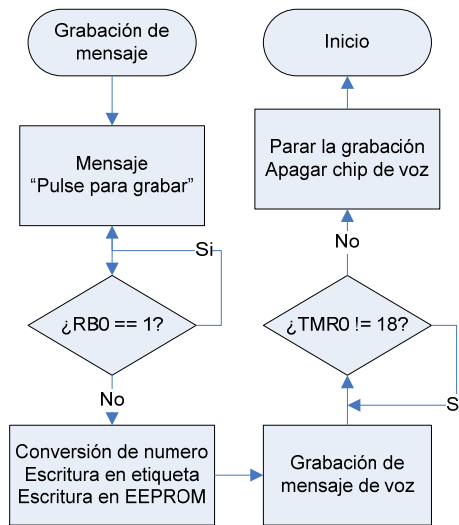 Grabación de
mensaje
Mensaje
“Pulse para grabar”
Si
¿RB0 == 1?
No
Conversión de numero
Escritura en etiqueta
Escritura en EEPROM
Grabación de
mensaje de voz
S
¿TMR0 != 18?
No
Parar la grabación
Apagar chip de voz
Inicio